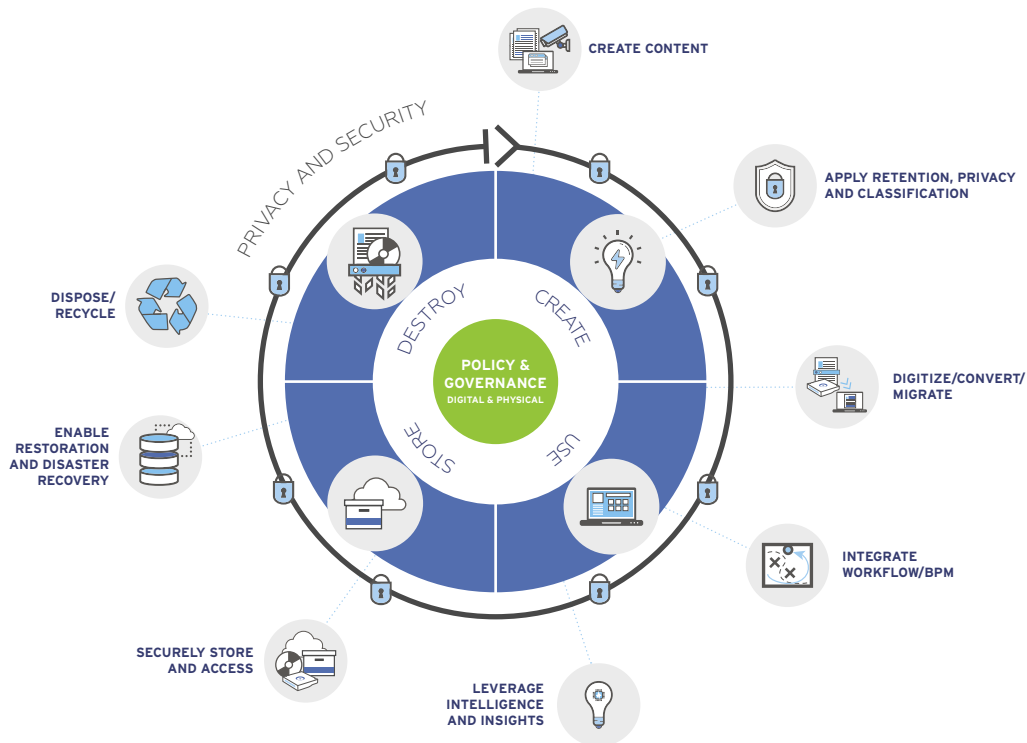 CREATE CONTENT
PRIVACY AND SECURITY
APPLY RETENTION, PRIVACY
AND CLASSIFICATION
DISPOSE/
RECYCLE
DESTROY
CREATE
POLICY &
GOVERNANCE
DIGITAL & PHYSICAL
DIGITIZE/CONVERT/
MIGRATE
ENABLE
RESTORATION
AND DISASTER
RECOVERY
STORE
USE
INTEGRATE
WORKFLOW/BPM
SECURELY STORE
AND ACCESS
LEVERAGE
INTELLIGENCE
AND INSIGHTS